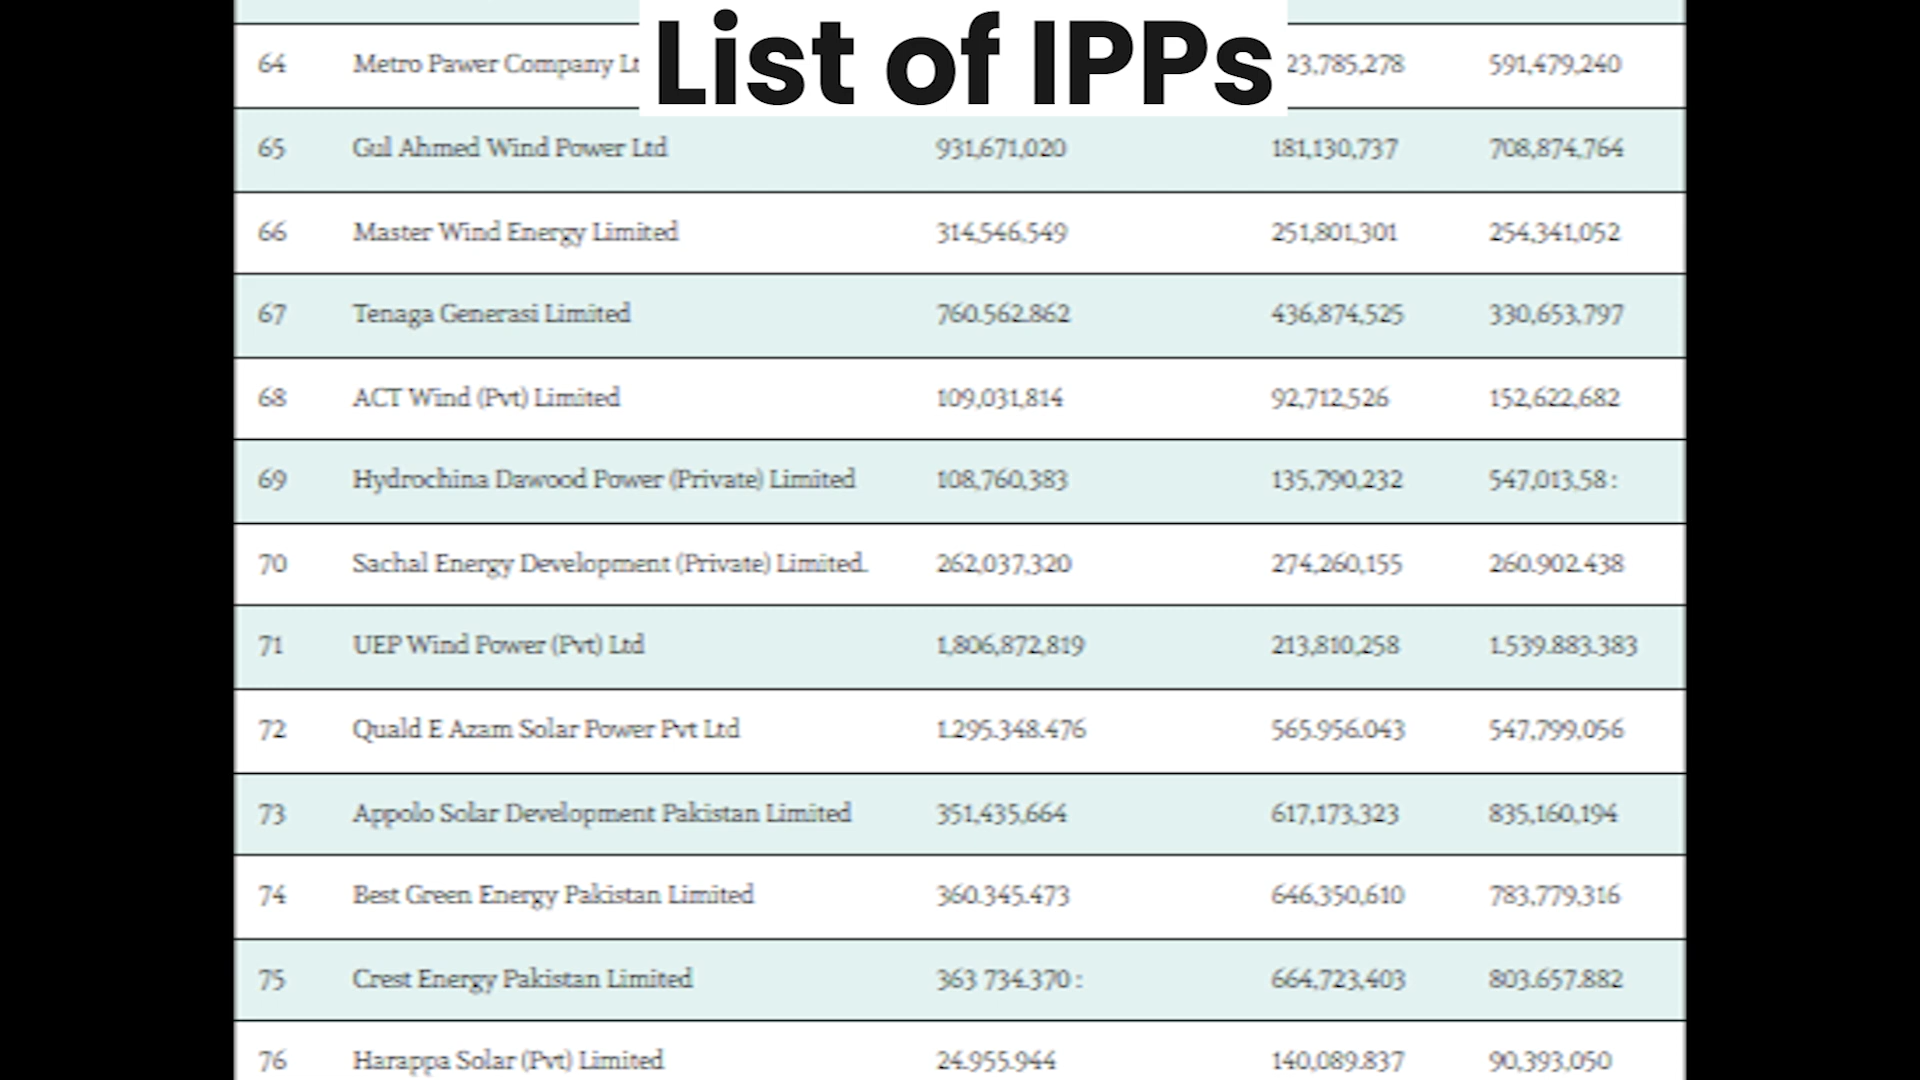 List of IPPs
64 Metro Pawer Company 23,785,278 591,479,240
65 Gul Ahmed Wind Power Ltd 931,671,020 181,130,737 708,874,764
66 Master Wind Energy Limited 314,546,549 251,801,301 254,341,052
67 Tenaga Generasi Limited 760.562.862 436,874,525 330,653,797
68 ACT Wind (Pvt) Limited 109,031,814 92,712,526 152,622,682
69 Hydrochina Dawood Power (Private) Limited 108,760,383 135,790,232 547,013,58 :
70 Sachal Energy Development (Private) Limited. 262,037,320 274,260,155 260.902.438
71 UEP Wind Power (Pvt) Ltd 1,806,872,819 213,810,258 1.539.883.383
72 Quald E Azam Solar Power Pvt Ltd 1.295.348.476 565.956.043 547,799,056
73 Appolo Solar Development Pakistan Limited 351,435,664 617,173,323 835,160,194
74 Best Green Energy Pakistan Limited 360.345.473 646,350,610 783,779,316
75 Crest Energy Pakistan Limited 363 734.370 : 664,723,403 803.657.882
76 Harappa Solar (Pvt) Limited 24.955.944 140,089.837 90,393,050